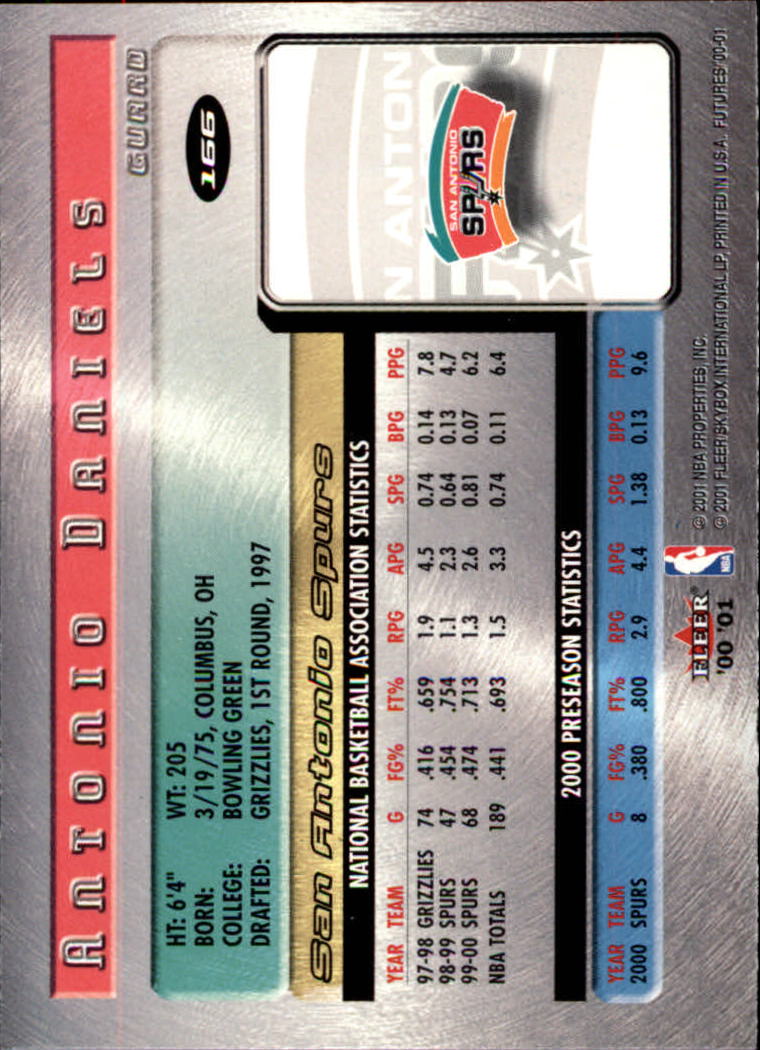 ANTONIO DANIELS
GUARD
166
HT: 6'4" WT: 205
BORN: 3/19/75, COLUMBUS, OH
COLLEGE: BOWLING GREEN
DRAFTED: GRIZZLIES, 1ST ROUND, 1997
San Antonio Spurs
NATIONAL BASKETBALL ASSOCIATION STATISTICS
YEAR TEAM G FG% FT% RPG APG SPG BPG PPG
97-98 GRIZZLIES 74 .416 .659 1.9 4.5 0.74 0.14 7.8
98-99 SPURS 47 .454 .754 1.1 2.3 0.64 0.13 4.7
99-00 SPURS 68 .474 .713 1.3 2.6 0.81 0.07 6.2
NBA TOTALS 189 .441 .693 1.5 3.3 0.74 0.11 6.4
N ANTON
SAN ANTONIO
SPURS
2000 PRESEASON STATISTICS
YEAR TEAM G FG% FT% RPG APG SPG BPG PPG
2000 SPURS 8 .380 .800 2.9 4.4 1.38 0.13 9.6
FLEER
'00 '01
NBA
© 2001 NBA PROPERTIES, INC.
© 2001 FLEER/SKYBOX INTERNATIONAL LP, PRINTED IN U.S.A. FUTURES '00-01